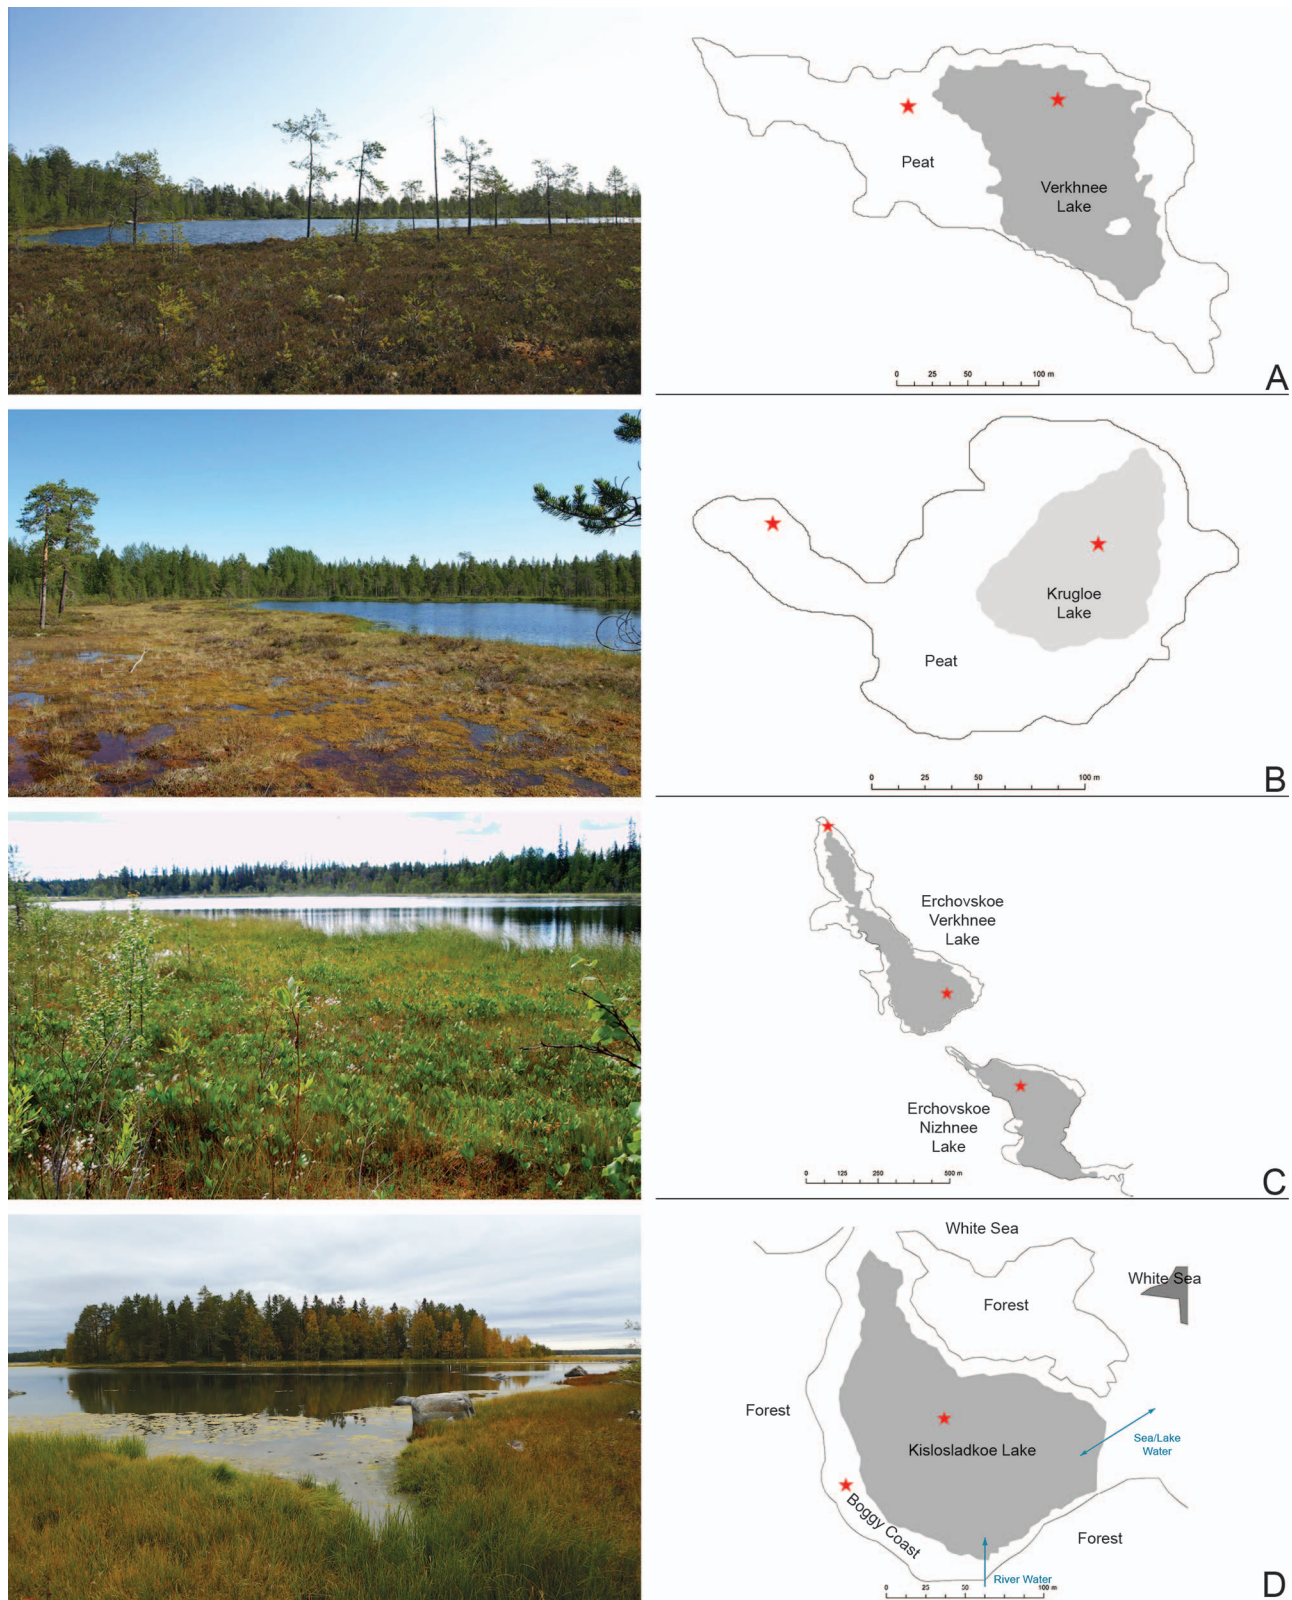 Peat
Verkhnee
Lake
0 25 50 100 m
A
Krugloe
Lake
Peat
0 25 50 100 m
B
Erchovskoe
Verkhnee
Lake
Erchovskoe
Nizhnee
Lake
0 125 250 500 m
C
White Sea
White Sea
Forest
Forest
Sea/Lake
Water
Kislosladkoe Lake
Boggy Coast
Forest
River Water
0 25 50 100 m
D